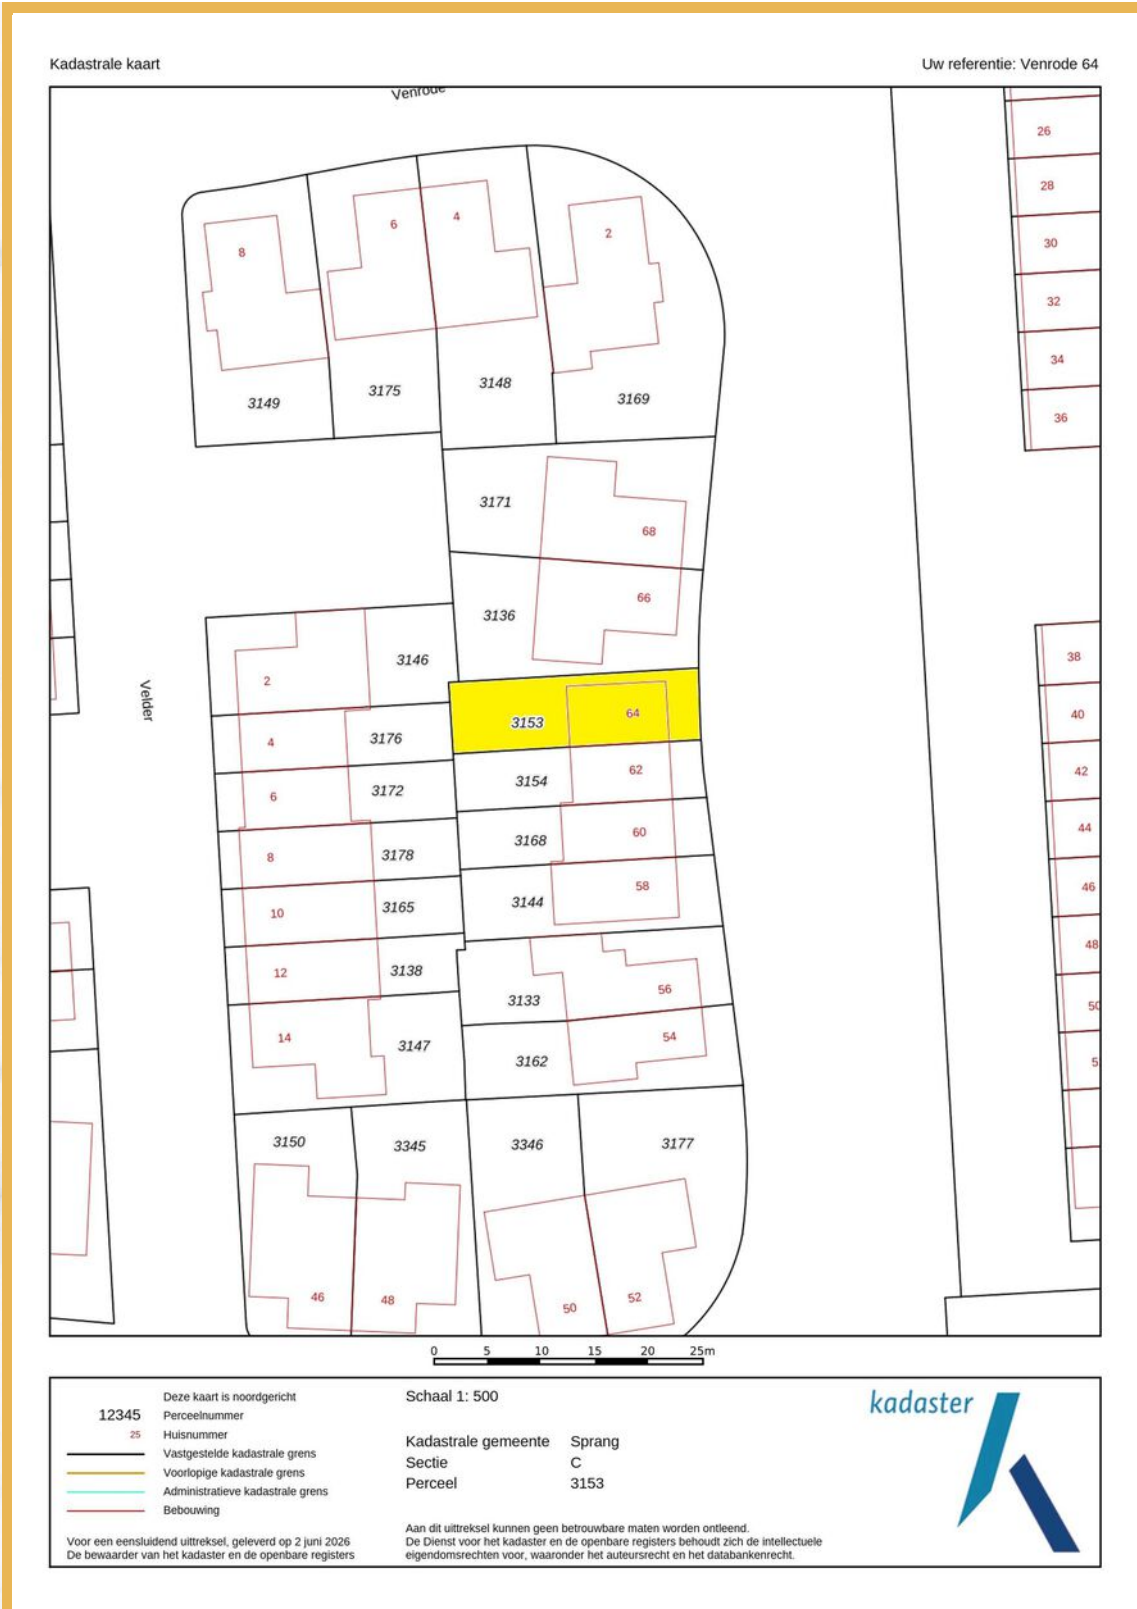 Kadastrale kaart
Uw referentie: Venrode 64
Venrode
26
28
30
32
34
36
8
6
4
2
3149
3175
3148
3169
3171
68
3136
66
2
3146
Velder
3153
64
4
3176
3154
62
6
3172
3168
60
8
3178
3144
58
10
3165
12
3138
3133
56
14
3147
3162
54
38
40
42
44
46
48
50
3150
3345
3346
3177
46
48
50
52
0 5 10 15 20 25m
Deze kaart is noordgericht
12345 Perceelnummer
25 Huisnummer
Vastgestelde kadastrale grens
Voorlopige kadastrale grens
Administratieve kadastrale grens
Bebouwing
Voor een eensluidend uittreksel, geleverd op 2 juni 2026
De bewaarder van het kadaster en de openbare registers
Schaal 1: 500
Kadastrale gemeente Sprang
Sectie C
Perceel 3153
Aan dit uittreksel kunnen geen betrouwbare maten worden ontleend.
De Dienst voor het kadaster en de openbare registers behoudt zich de intellectuele
eigendomsrechten voor, waaronder het auteursrecht en het databankenrecht.
kadaster